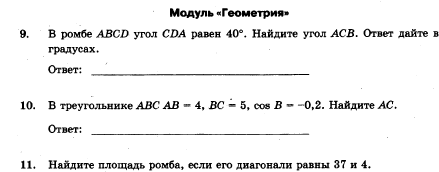 Модуль «Геометрия»
9. В ромбе ABCD угол CDA равен 40°. Найдите угол ACB. Ответ дайте в
градусах.
Ответ:
10. В треугольнике ABC AB = 4, BC = 5, cos B = –0,2. Найдите AC.
Ответ:
11. Найдите площадь ромба, если его диагонали равны 37 и 4.